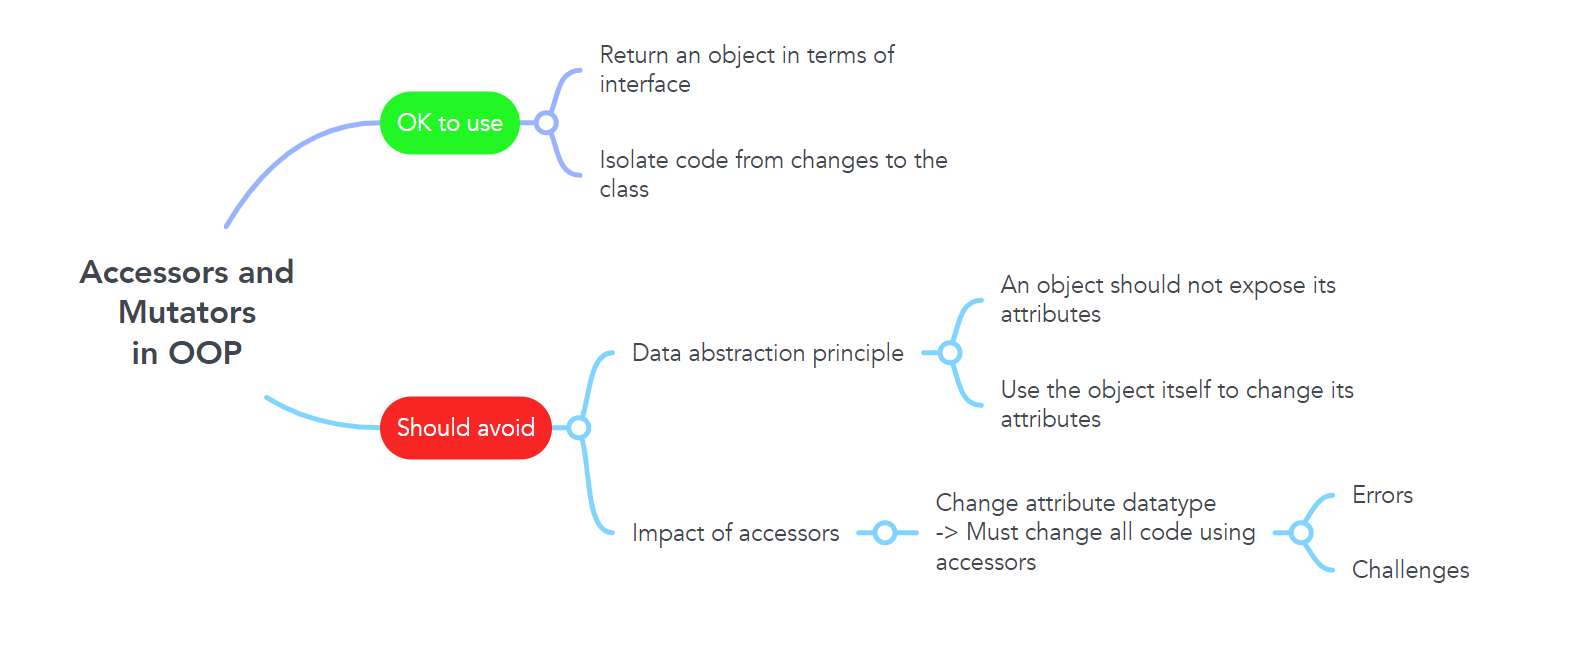 Accessors and
Mutators
in OOP
OK to use
Return an object in terms of
interface
Isolate code from changes to the
class
Should avoid
Data abstraction principle
An object should not expose its
attributes
Use the object itself to change its
attributes
Impact of accessors
Change attribute datatype
-> Must change all code using
accessors
Errors
Challenges